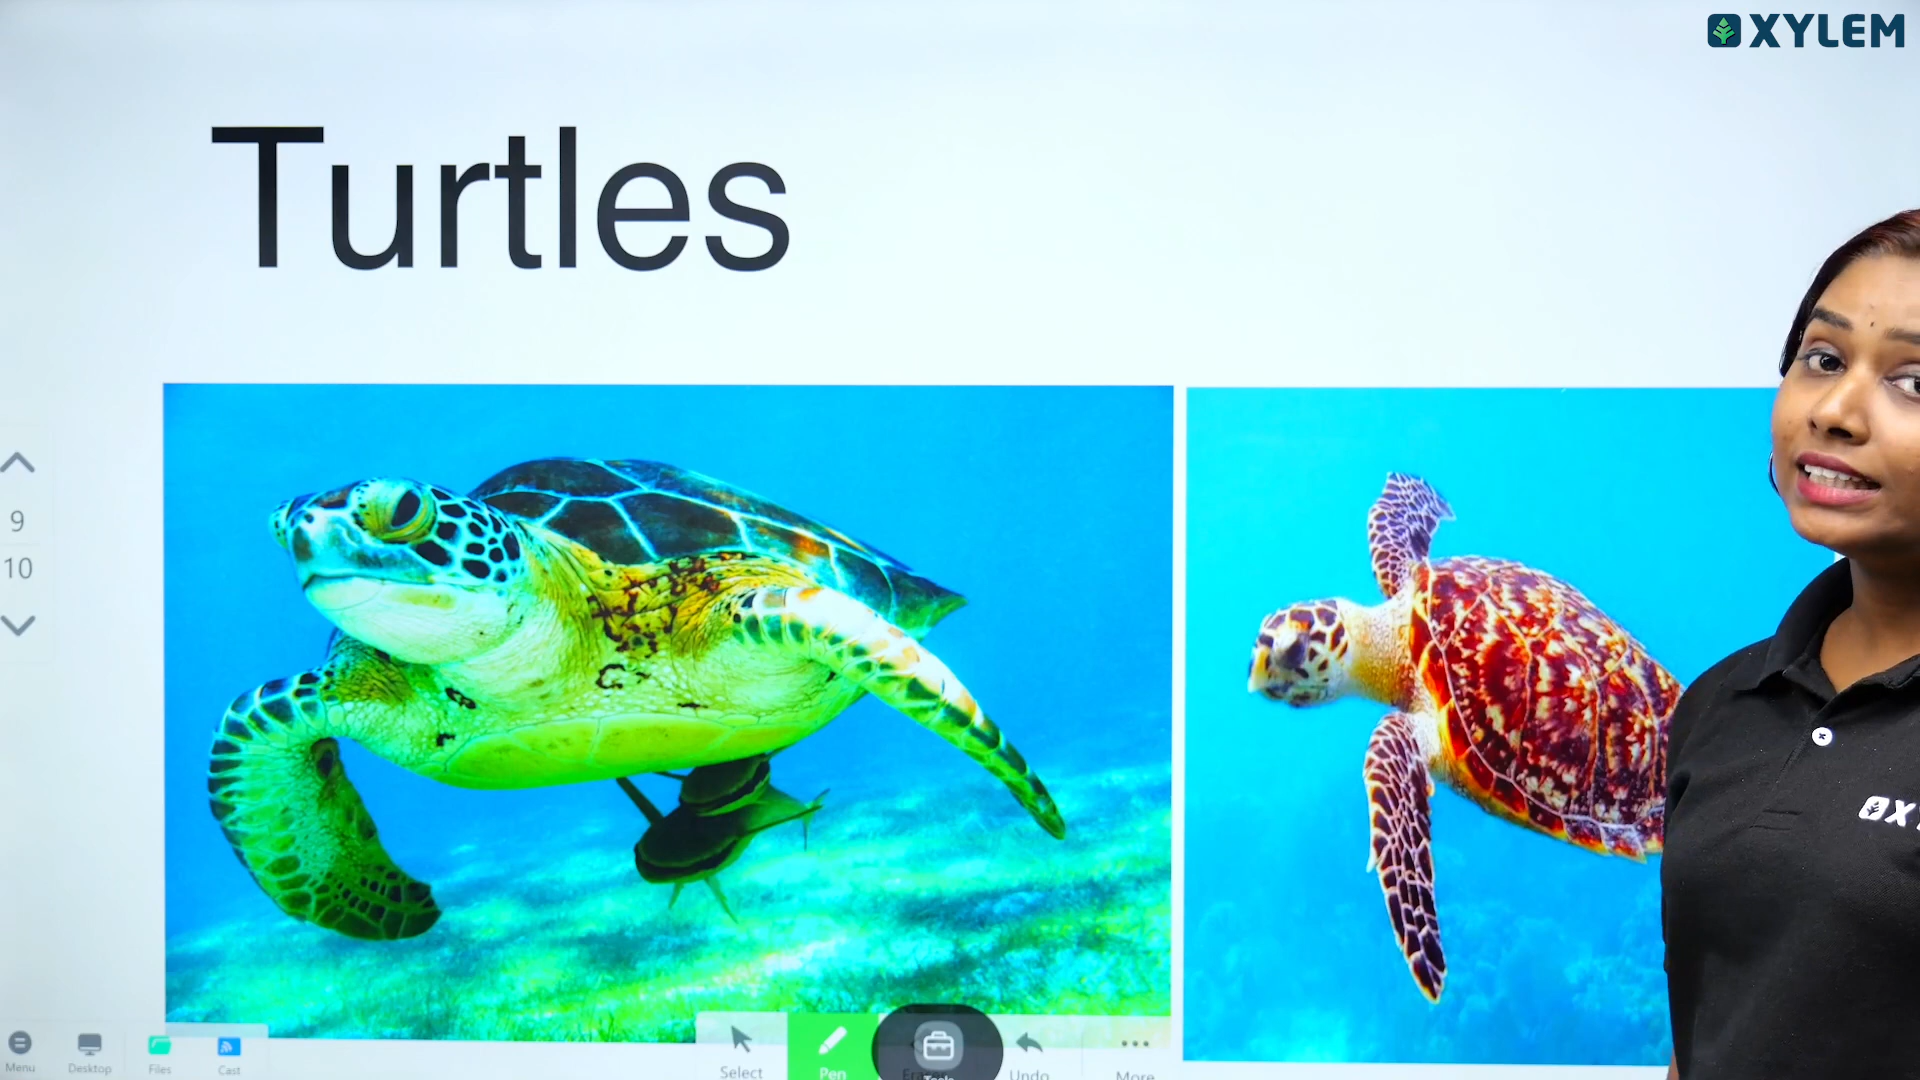 XYLEM
Turtles
9
10
Menu
Desktop
Files
Cast
Select
Pen
Undo
More